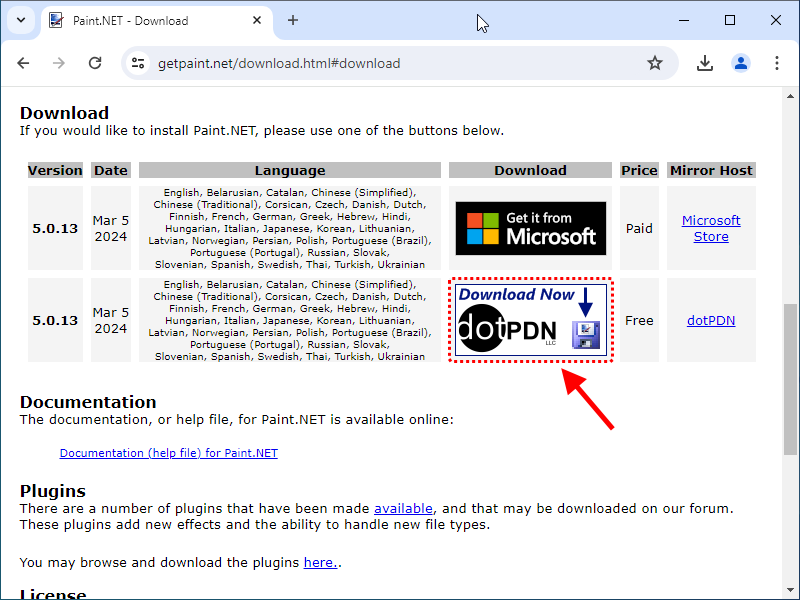 Paint.NET - Download
getpaint.net/download.html#download
Download
If you would like to install Paint.NET, please use one of the buttons below.
Version Date Language Download Price Mirror Host
5.0.13
Mar 5
2024
English, Belarusian, Catalan, Chinese (Simplified),
Chinese (Traditional), Corsican, Czech, Danish, Dutch,
Finnish, French, German, Greek, Hebrew, Hindi,
Hungarian, Italian, Japanese, Korean, Lithuanian,
Latvian, Norwegian, Persian, Polish, Portuguese (Brazil),
Portuguese (Portugal), Russian, Slovak,
Slovenian, Spanish, Swedish, Thai, Turkish, Ukrainian
Get it from
Microsoft
Paid
Microsoft
Store
5.0.13
Mar 5
2024
English, Belarusian, Catalan, Chinese (Simplified),
Chinese (Traditional), Corsican, Czech, Danish, Dutch,
Finnish, French, German, Greek, Hebrew, Hindi,
Hungarian, Italian, Japanese, Korean, Lithuanian,
Latvian, Norwegian, Persian, Polish, Portuguese (Brazil),
Portuguese (Portugal), Russian, Slovak,
Slovenian, Spanish, Swedish, Thai, Turkish, Ukrainian
Download Now
dotPDN
LLC
Free
dotPDN
Documentation
The documentation, or help file, for Paint.NET is available online:
Documentation (help file) for Paint.NET
Plugins
There are a number of plugins that have been made available, and that may be downloaded on our forum.
These plugins add new effects and the ability to handle new file types.
You may browse and download the plugins here..
License